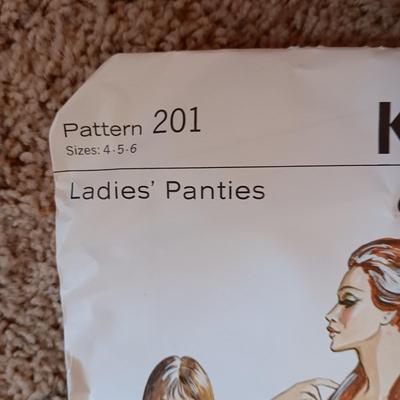 Pattern 201
K
Sizes: 4-5-6
Ladies' Panties